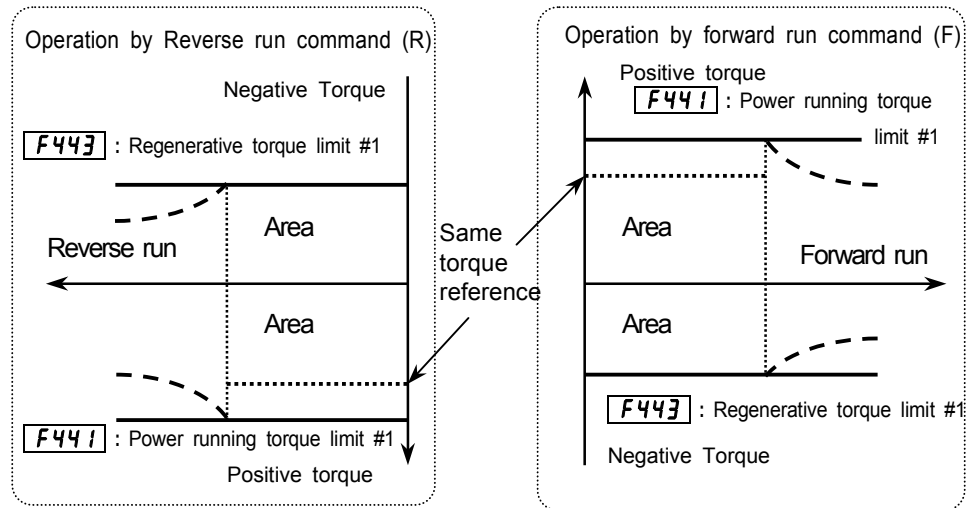 Operation by Reverse run command (R)
Negative Torque
F443 : Regenerative torque limit #1
Area
Reverse run
Area
F441 : Power running torque limit #1
Positive torque
Same
torque
reference
Operation by forward run command (F)
Positive torque
F441 : Power running torque
limit #1
Area
Forward run
Area
F443 : Regenerative torque limit #1
Negative Torque